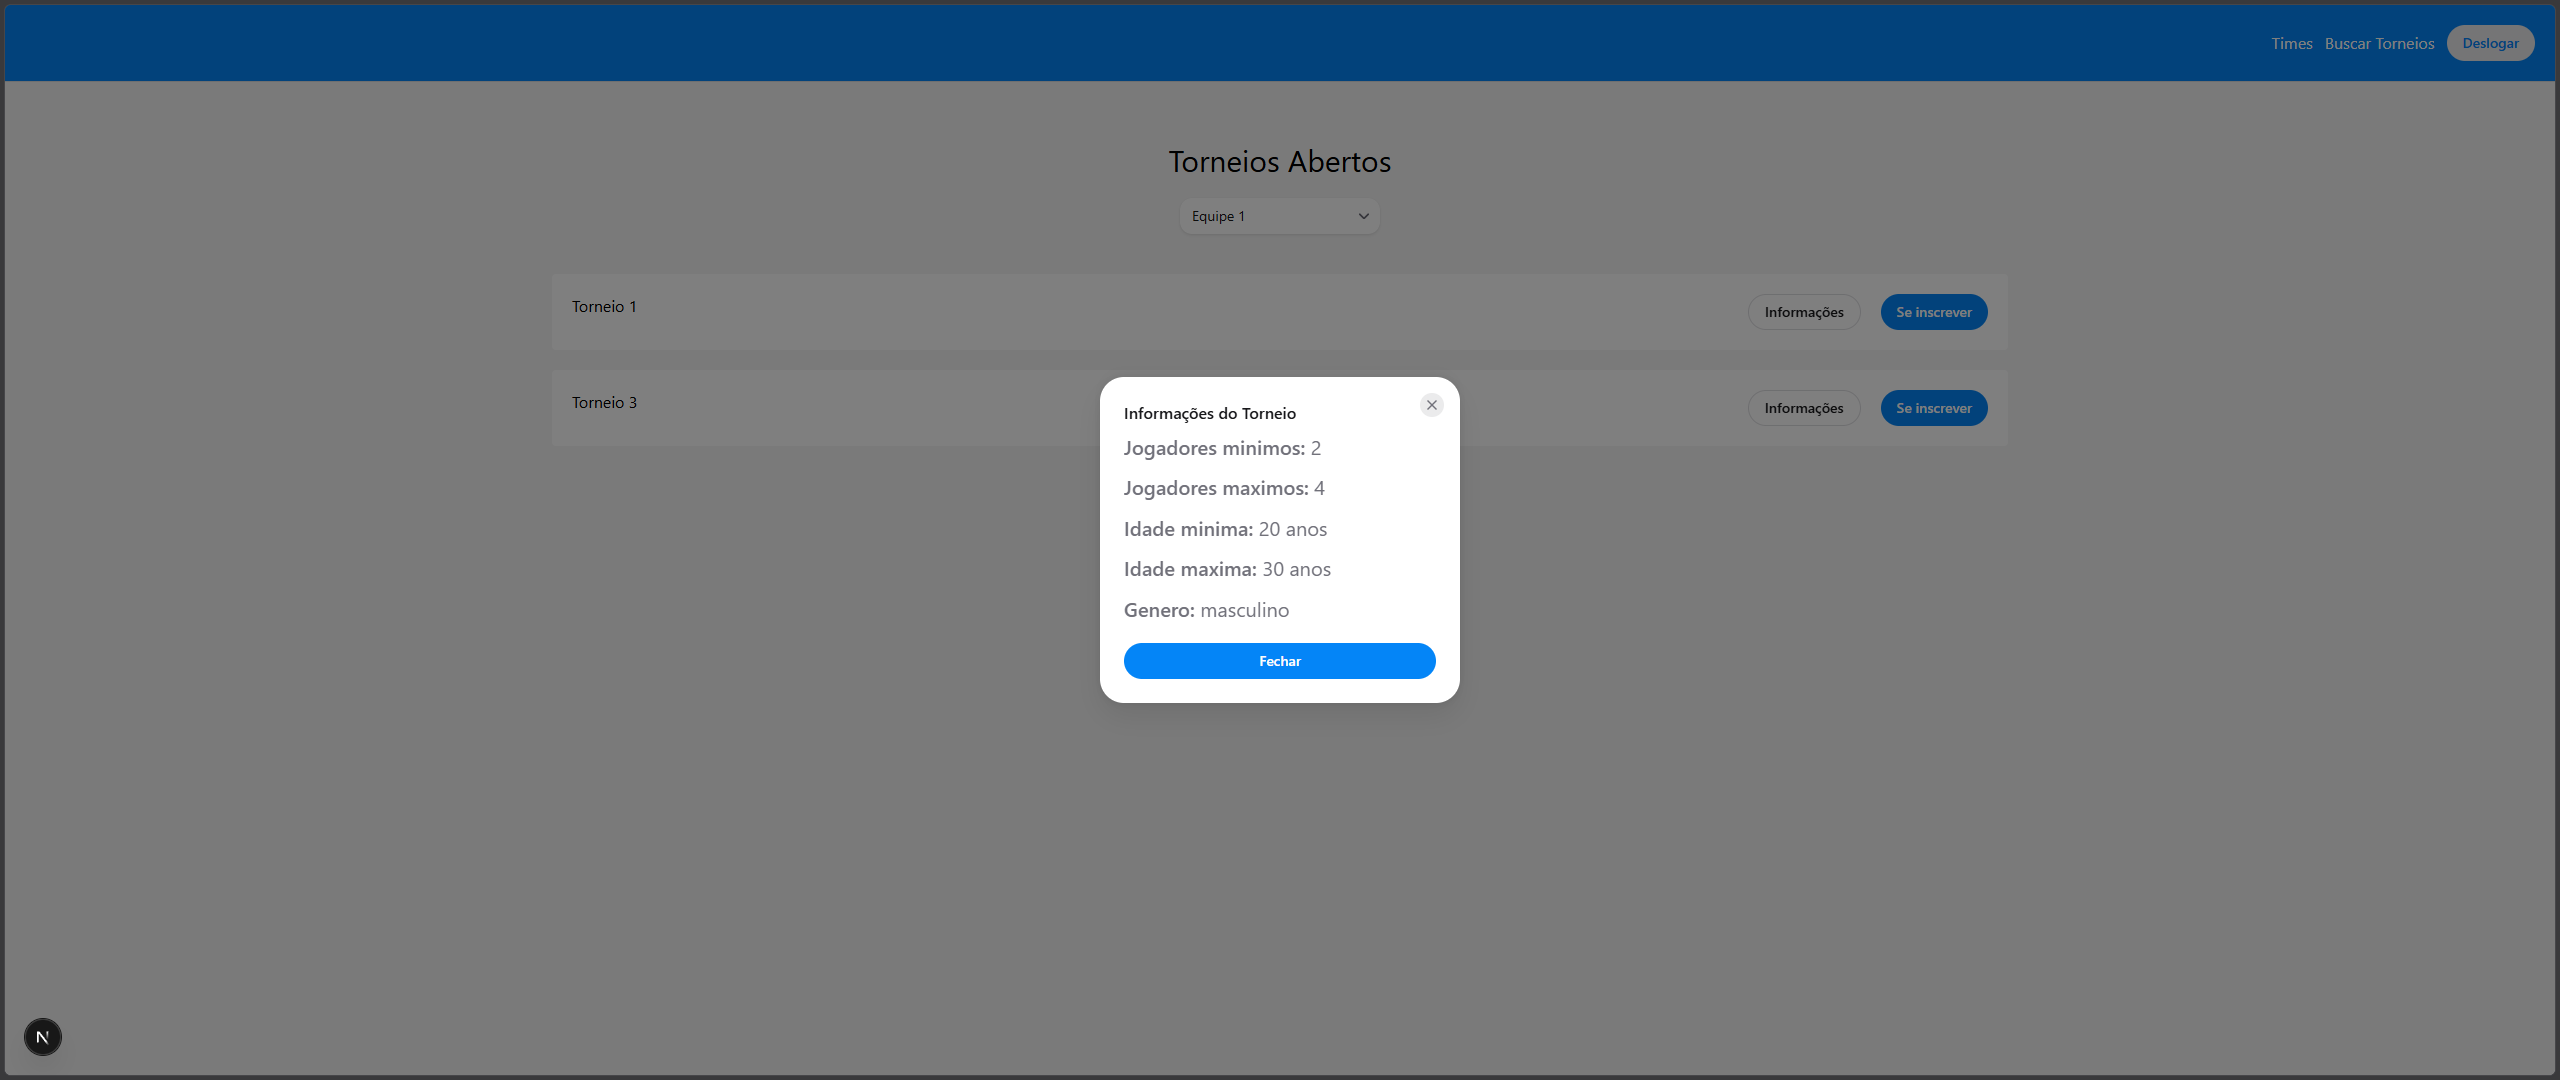 Times Buscar Torneios Deslogar
Torneios Abertos
Equipe 1
Torneio 1 Informações Se inscrever
Torneio 3 Informações Se inscrever
Informações do Torneio
Jogadores minimos: 2
Jogadores maximos: 4
Idade minima: 20 anos
Idade maxima: 30 anos
Genero: masculino
Fechar
N